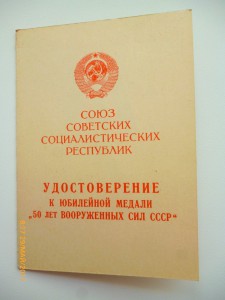 СОЮЗ
СОВЕТСКИХ
СОЦИАЛИСТИЧЕСКИХ
РЕСПУБЛИК
УДОСТОВЕРЕНИЕ
К ЮБИЛЕЙНОЙ МЕДАЛИ
„50 ЛЕТ ВООРУЖЕННЫХ СИЛ СССР“